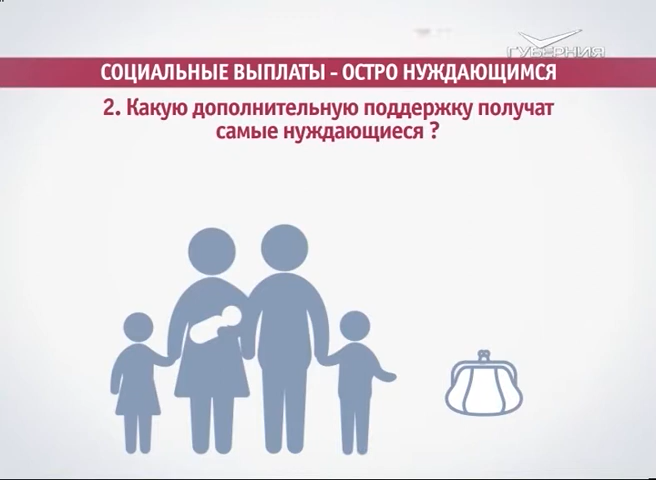 ГУБЕРНИЯ
СОЦИАЛЬНЫЕ ВЫПЛАТЫ - ОСТРО НУЖДАЮЩИМСЯ
2. Какую дополнительную поддержку получат
самые нуждающиеся ?